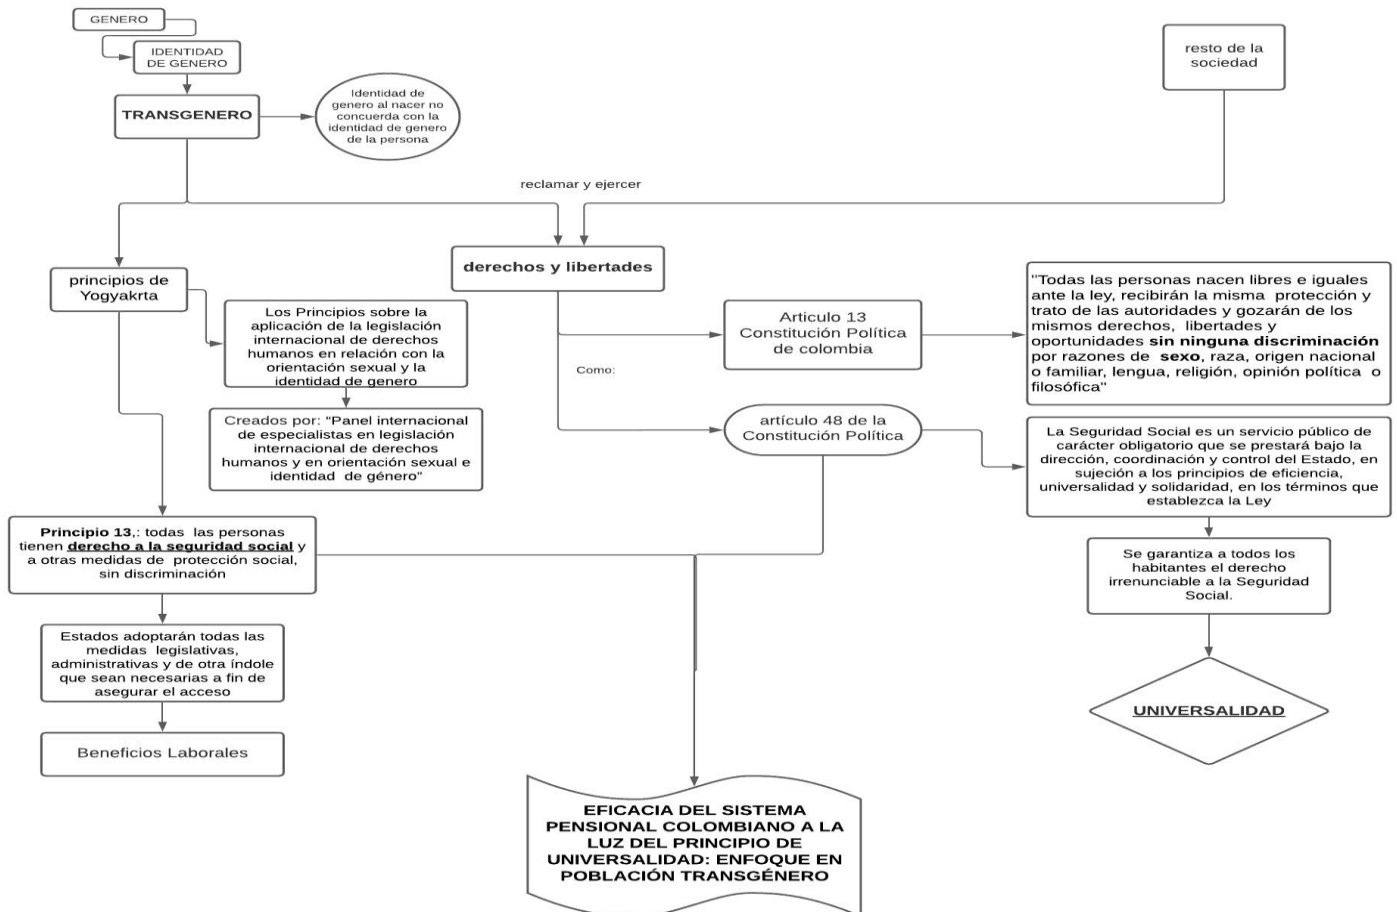 GENERO
IDENTIDAD
DE GENERO
TRANSGENERO
Identidad de
genero al nacer no
concuerda con la
identidad de genero
de la persona
resto de la
sociedad
reclamar y ejercer
derechos y libertades
principios de
Yogyakrta
Los Principios sobre la
aplicación de la legislación
internacional de derechos
humanos en relación con la
orientación sexual y la
identidad de genero
Creados por: "Panel internacional
de especialistas en legislación
internacional de derechos
humanos y en orientación sexual e
identidad de género"
Articulo 13
Constitución Política
de colombia
"Todas las personas nacen libres e iguales
ante la ley, recibirán la misma protección y
trato de las autoridades y gozarán de los
mismos derechos, libertades y
oportunidades sin ninguna discriminación
por razones de sexo, raza, origen nacional
o familiar, lengua, religión, opinión política o
filosófica"
Como:
artículo 48 de la
Constitución Política
La Seguridad Social es un servicio público de
carácter obligatorio que se prestará bajo la
dirección, coordinación y control del Estado, en
sujeción a los principios de eficiencia,
universalidad y solidaridad, en los términos que
establezca la Ley
Se garantiza a todos los
habitantes el derecho
irrenunciable a la Seguridad
Social.
UNIVERSALIDAD
Principio 13,: todas las personas
tienen derecho a la seguridad social y
a otras medidas de protección social,
sin discriminación
Estados adoptarán todas las
medidas legislativas,
administrativas y de otra índole
que sean necesarias a fin de
asegurar el acceso
Beneficios Laborales
EFICACIA DEL SISTEMA
PENSIONAL COLOMBIANO A LA
LUZ DEL PRINCIPIO DE
UNIVERSALIDAD: ENFOQUE EN
POBLACIÓN TRANSGÉNERO